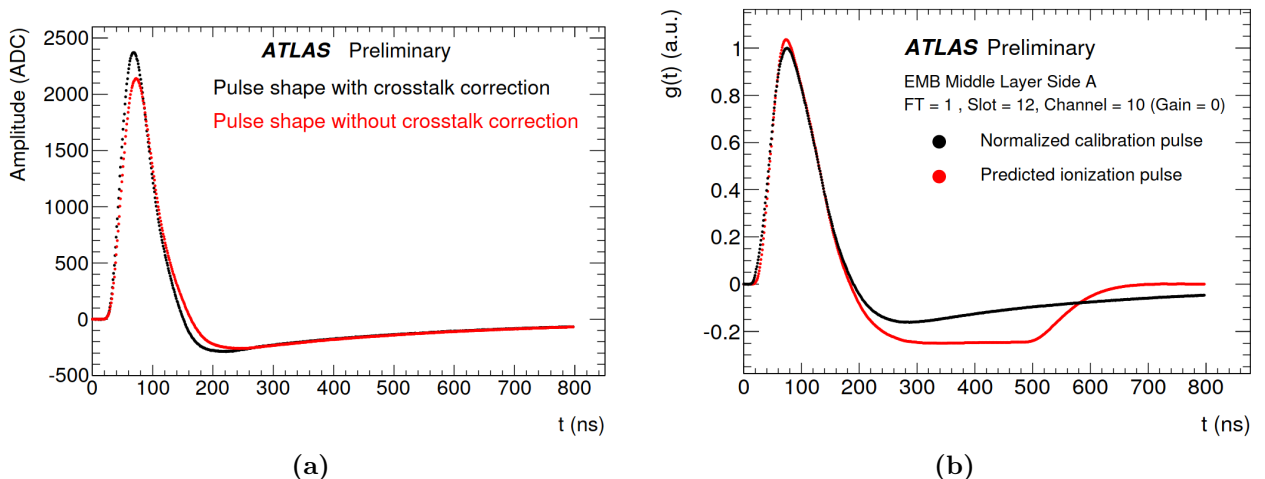 ATLAS Preliminary
Pulse shape with crosstalk correction
Pulse shape without crosstalk correction
Amplitude (ADC)
2500
2000
1500
1000
500
0
-500
0 100 200 300 400 500 600 700 800
t (ns)
(a)
ATLAS Preliminary
EMB Middle Layer Side A
FT = 1 , Slot = 12, Channel = 10 (Gain = 0)
Normalized calibration pulse
Predicted ionization pulse
g(t) (a.u.)
1
0.8
0.6
0.4
0.2
0
-0.2
0 100 200 300 400 500 600 700 800
t (ns)
(b)